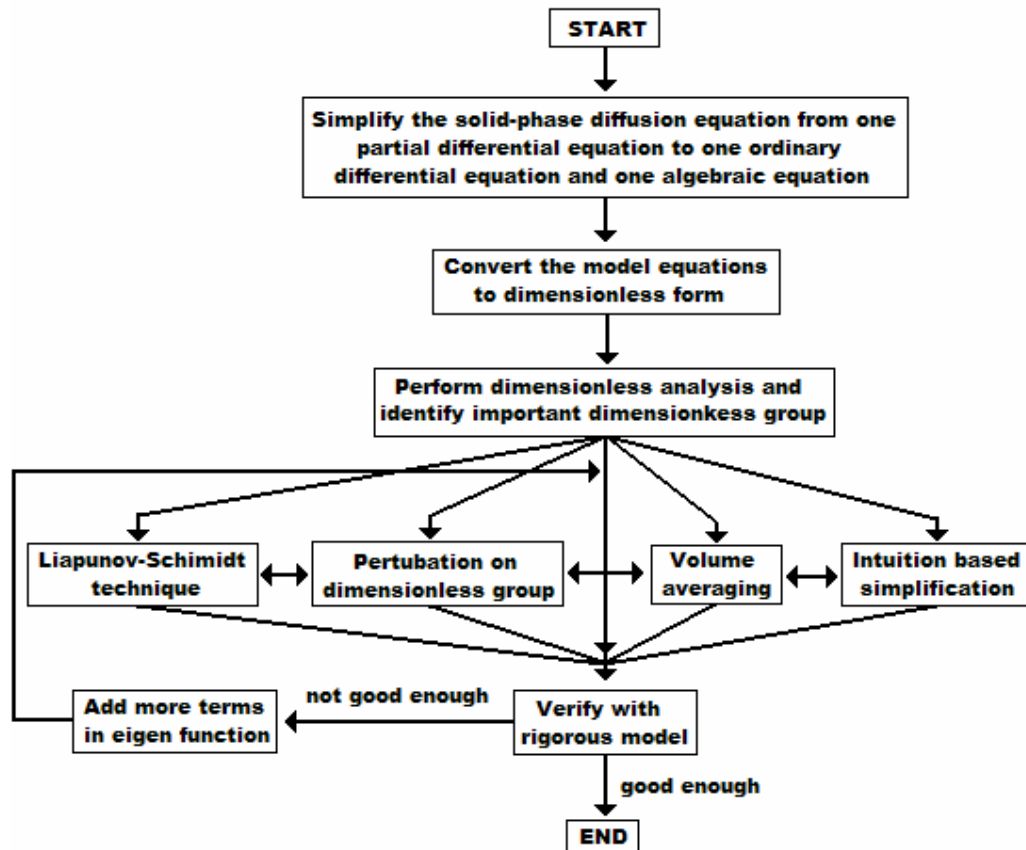 START
Simplify the solid-phase diffusion equation from one
partial differential equation to one ordinary
differential equation and one algebraic equation
Convert the model equations
to dimensionless form
Perform dimensionless analysis and
identify important dimensionkess group
Liapunov-Schimidt
technique
Pertubation on
dimensionless group
Volume
averaging
Intuition based
simplification
Add more terms
in eigen function
not good enough
Verify with
rigorous model
good enough
END